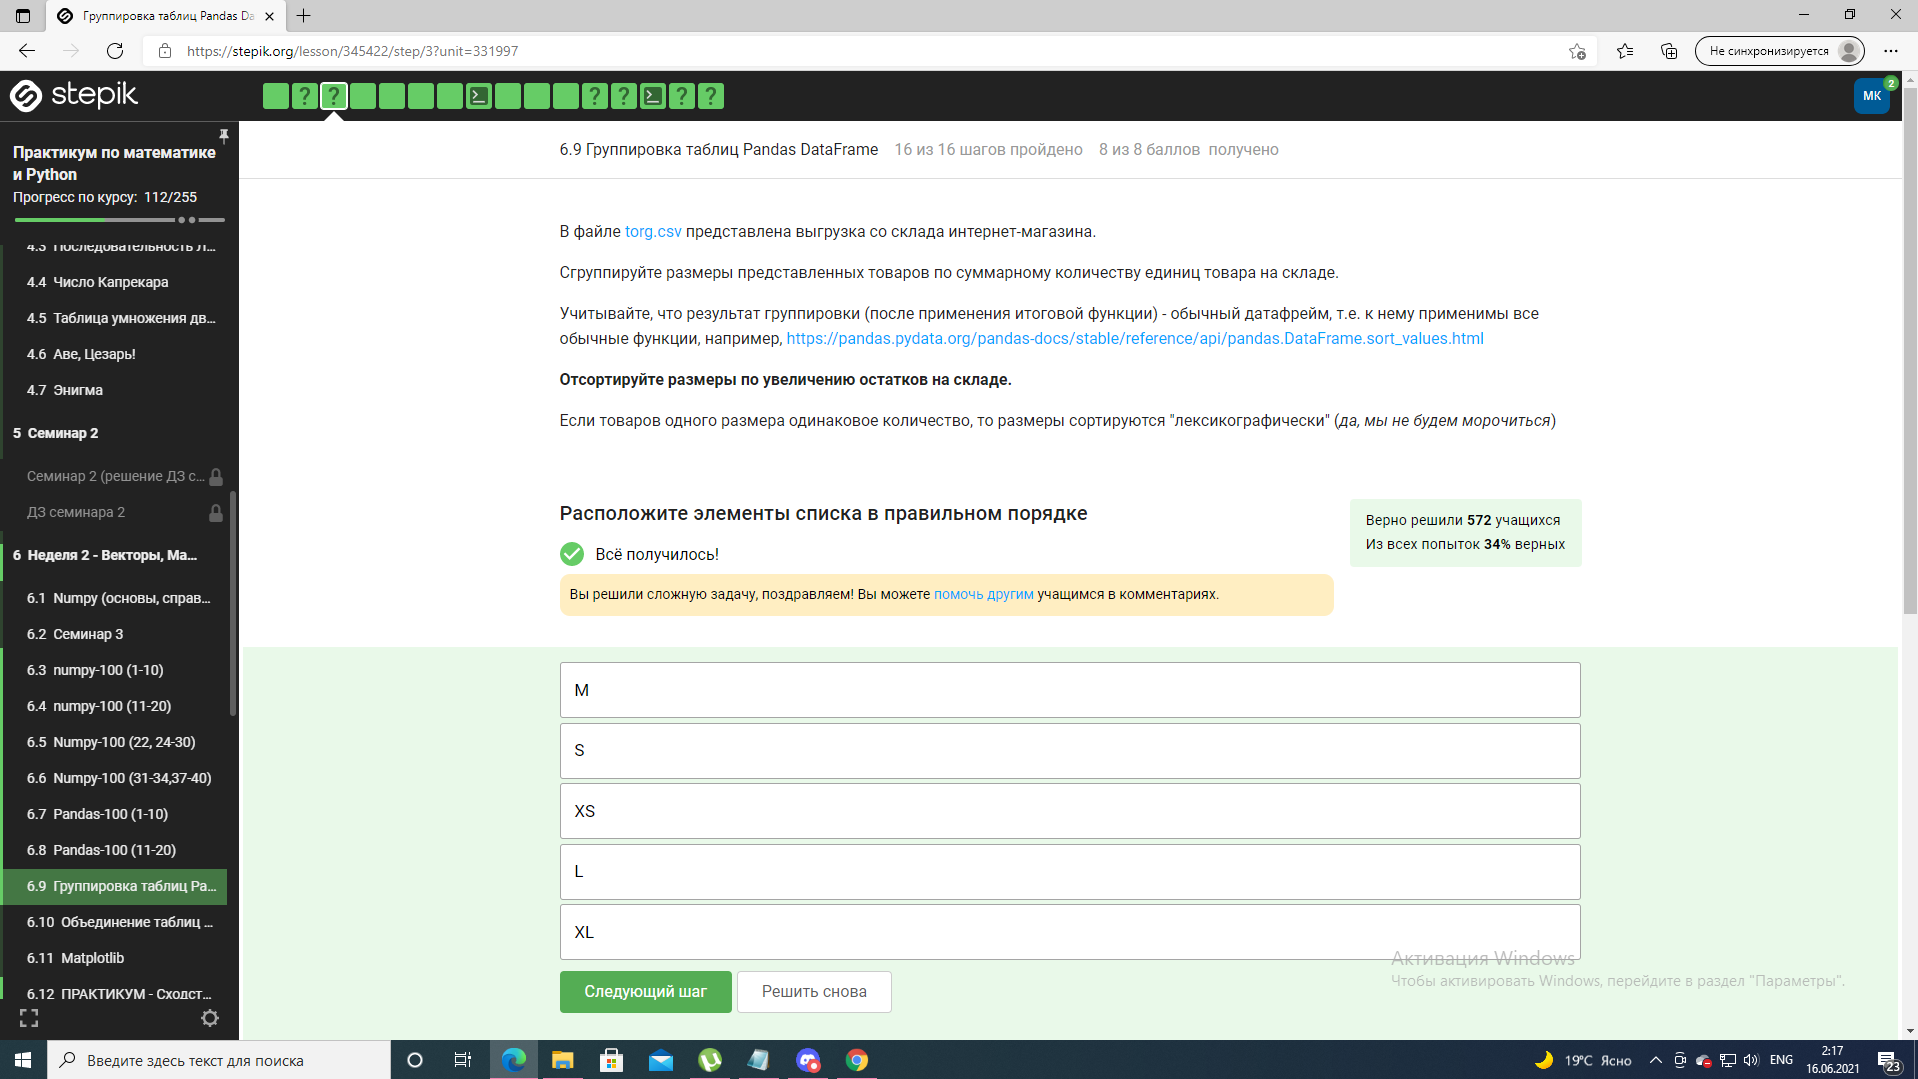 Группировка таблиц Pandas Da
https://stepik.org/lesson/345422/step/3?unit=331997
Не синхронизируется
stepik
? ? ? ? ? ?
МК
2
Практикум по математике
и Python
Прогресс по курсу: 112/255
4.3 Последовательность Л...
4.4 Число Капрекара
4.5 Таблица умножения дв...
4.6 Аве, Цезарь!
4.7 Энигма
5 Семинар 2
Семинар 2 (решение ДЗ с...
ДЗ семинара 2
6 Неделя 2 - Векторы, Ма...
6.1 Numpy (основы, справ...
6.2 Семинар 3
6.3 numpy-100 (1-10)
6.4 numpy-100 (11-20)
6.5 Numpy-100 (22, 24-30)
6.6 Numpy-100 (31-34,37-40)
6.7 Pandas-100 (1-10)
6.8 Pandas-100 (11-20)
6.9 Группировка таблиц Pa...
6.10 Объединение таблиц ...
6.11 Matplotlib
6.12 ПРАКТИКУМ - Сходст...
6.9 Группировка таблиц Pandas DataFrame 16 из 16 шагов пройдено 8 из 8 баллов получено
В файле torg.csv представлена выгрузка со склада интернет-магазина.
Сгруппируйте размеры представленных товаров по суммарному количеству единиц товара на складе.
Учитывайте, что результат группировки (после применения итоговой функции) - обычный датафрейм, т.е. к нему применимы все
обычные функции, например, https://pandas.pydata.org/pandas-docs/stable/reference/api/pandas.DataFrame.sort_values.html
Отсортируйте размеры по увеличению остатков на складе.
Если товаров одного размера одинаковое количество, то размеры сортируются "лексикографически" (да, мы не будем морочиться)
Расположите элементы списка в правильном порядке
Всё получилось!
Вы решили сложную задачу, поздравляем! Вы можете помочь другим учащимся в комментариях.
Верно решили 572 учащихся
Из всех попыток 34% верных
M
S
XS
L
XL
Следующий шаг
Решить снова
Активация Windows
Чтобы активировать Windows, перейдите в раздел "Параметры".
Введите здесь текст для поиска
19°C Ясно
ENG
2:17
16.06.2021
23